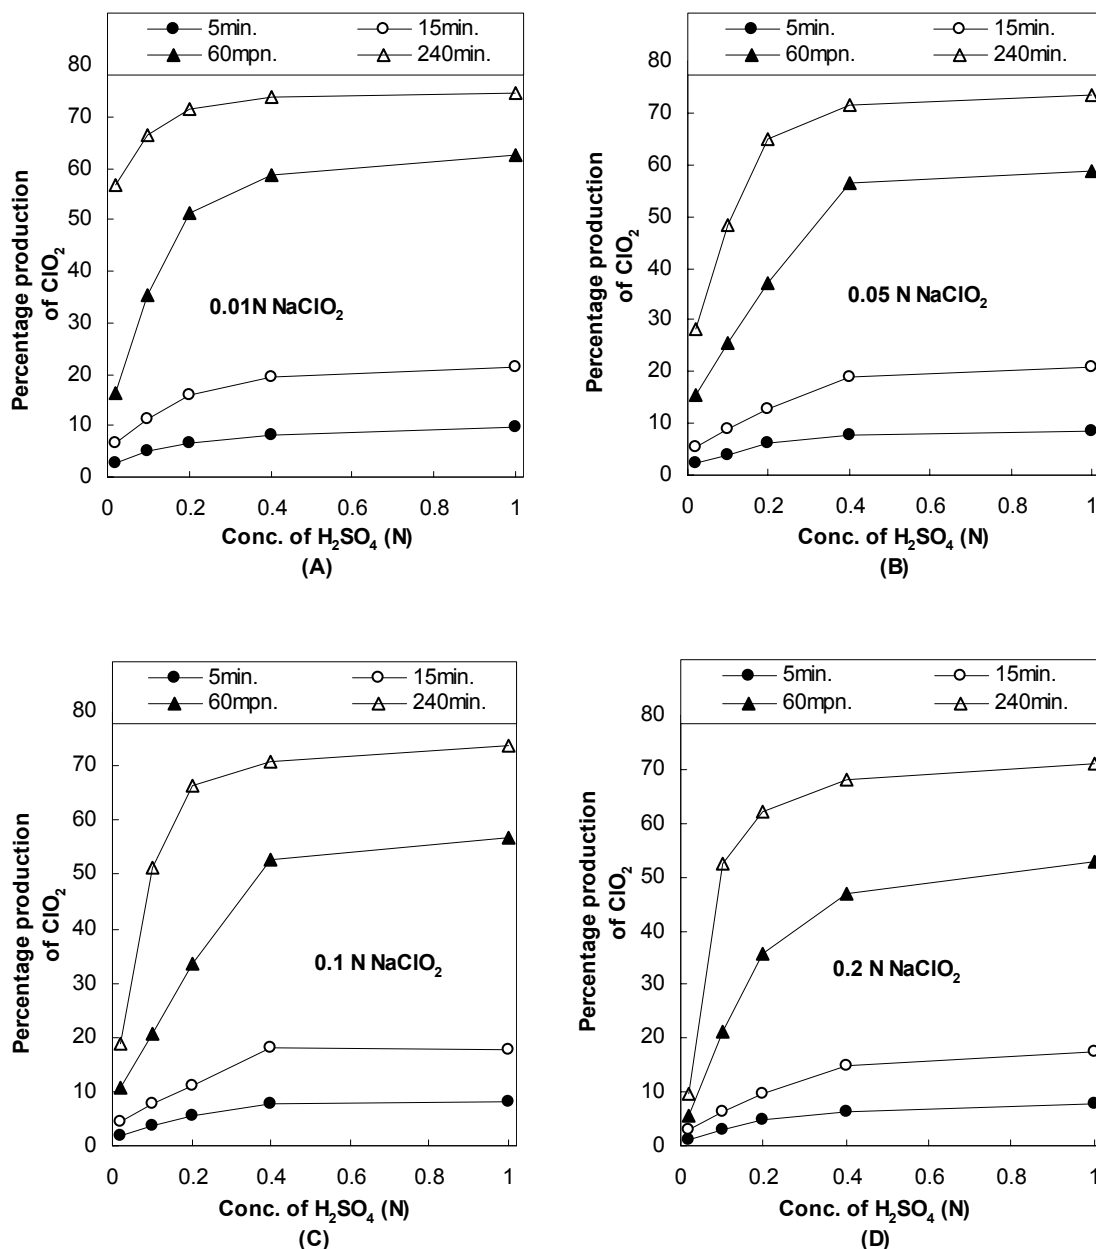 5min. 15min.
60mpn. 240min.
80
70
60
50
40
30
20
10
0
Percentage production
of ClO₂
0.01N NaClO₂
0 0.2 0.4 0.6 0.8 1
Conc. of H₂SO₄ (N)
(A)
5min. 15min.
60mpn. 240min.
80
70
60
50
40
30
20
10
0
Percentage production
of ClO₂
0.05 N NaClO₂
0 0.2 0.4 0.6 0.8 1
Conc. of H₂SO₄ (N)
(B)
5min. 15min.
60mpn. 240min.
80
70
60
50
40
30
20
10
0
Percentage production
of ClO₂
0.1 N NaClO₂
0 0.2 0.4 0.6 0.8 1
Conc. of H₂SO₄ (N)
(C)
5min. 15min.
60mpn. 240min.
80
70
60
50
40
30
20
10
0
Percentage production
of ClO₂
0.2 N NaClO₂
0 0.2 0.4 0.6 0.8 1
Conc. of H₂SO₄ (N)
(D)